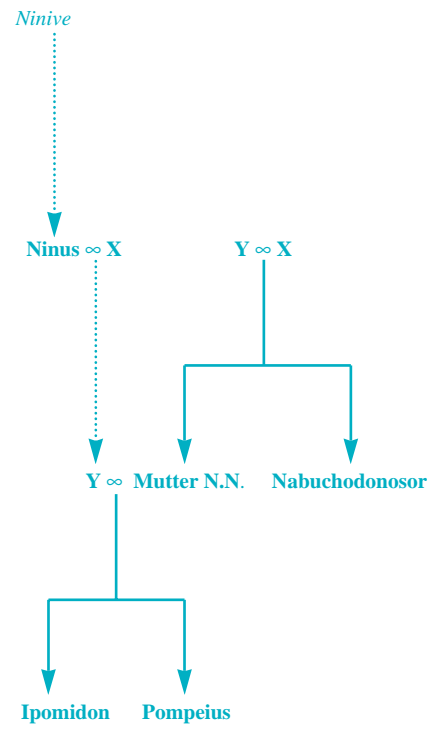 Ninive
Ninus ∞ X Y ∞ X
Y ∞ Mutter N.N. Nabuchodonosor
Ipomidon Pompeius